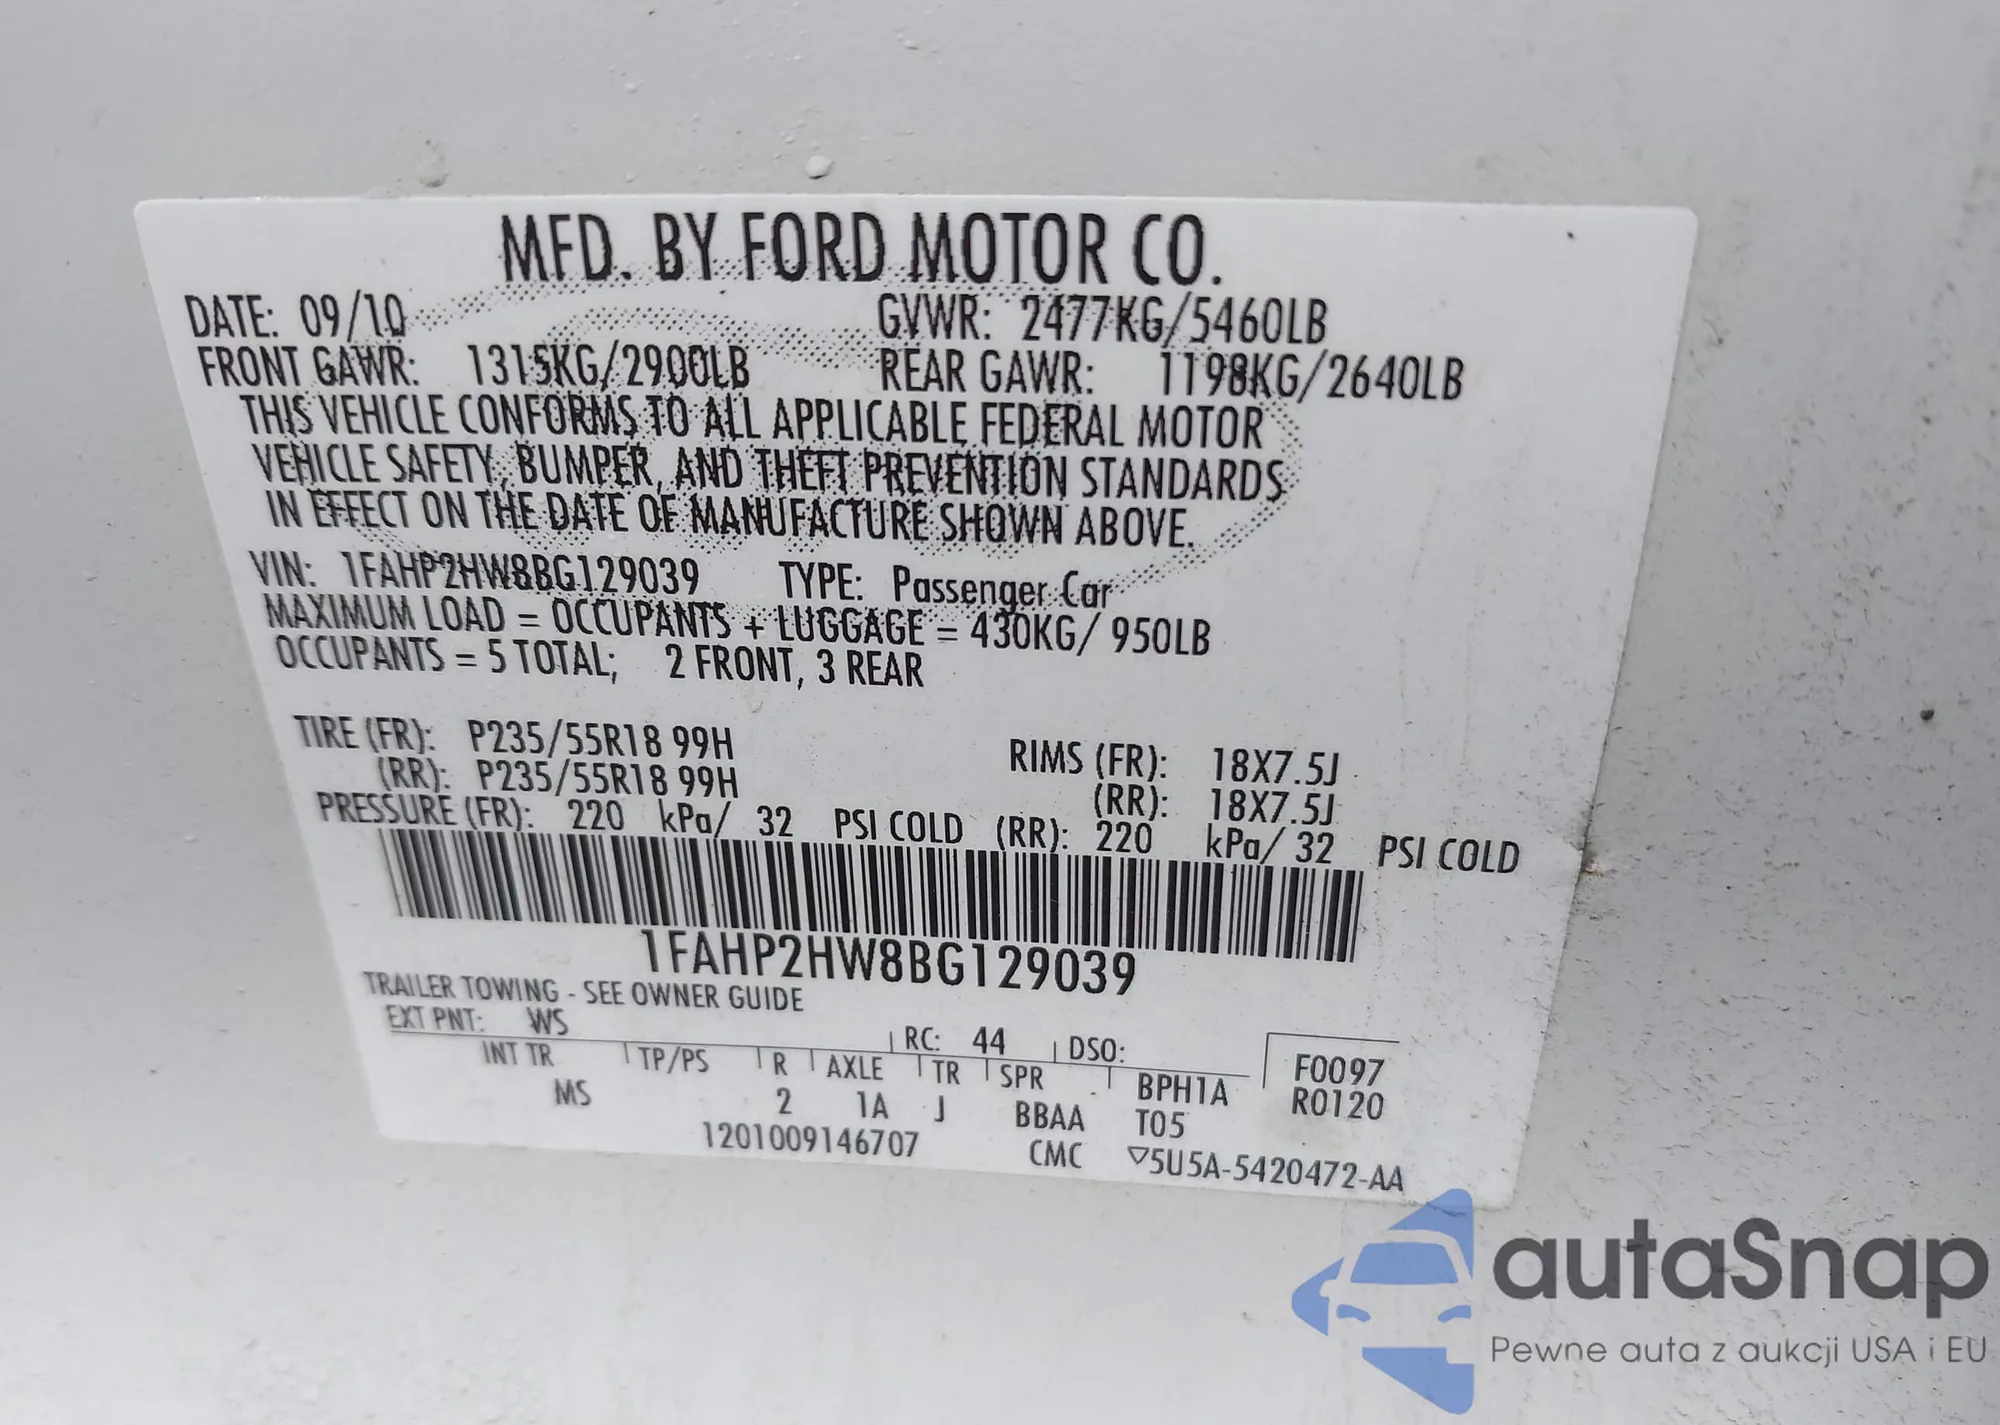 MFD. BY FORD MOTOR CO.
DATE: 09/10 GVWR: 2477KG/5460LB
FRONT GAWR: 1315KG/2900LB REAR GAWR: 1198KG/2640LB
THIS VEHICLE CONFORMS TO ALL APPLICABLE FEDERAL MOTOR
VEHICLE SAFETY, BUMPER, AND THEFT PREVENTION STANDARDS
IN EFFECT ON THE DATE OF MANUFACTURE SHOWN ABOVE.
VIN: 1FAHP2HW8BG129039 TYPE: Passenger Car
MAXIMUM LOAD = OCCUPANTS + LUGGAGE = 430KG/ 950LB
OCCUPANTS = 5 TOTAL; 2 FRONT, 3 REAR
TIRE (FR): P235/55R18 99H RIMS (FR): 18X7.5J
(RR): P235/55R18 99H (RR): 18X7.5J
PRESSURE (FR): 220 kPa/ 32 PSI COLD (RR): 220 kPa/ 32 PSI COLD
1FAHP2HW8BG129039
TRAILER TOWING - SEE OWNER GUIDE
EXT PNT: WS RC: 44 DSO: F0097
INT TR TP/PS R AXLE TR SPR BPH1A R0120
MS 2 1A J BBAA T05
1201009146707 CMC ▽5U5A-5420472-AA
autaSnap
Pewne auta z aukcji USA i EU